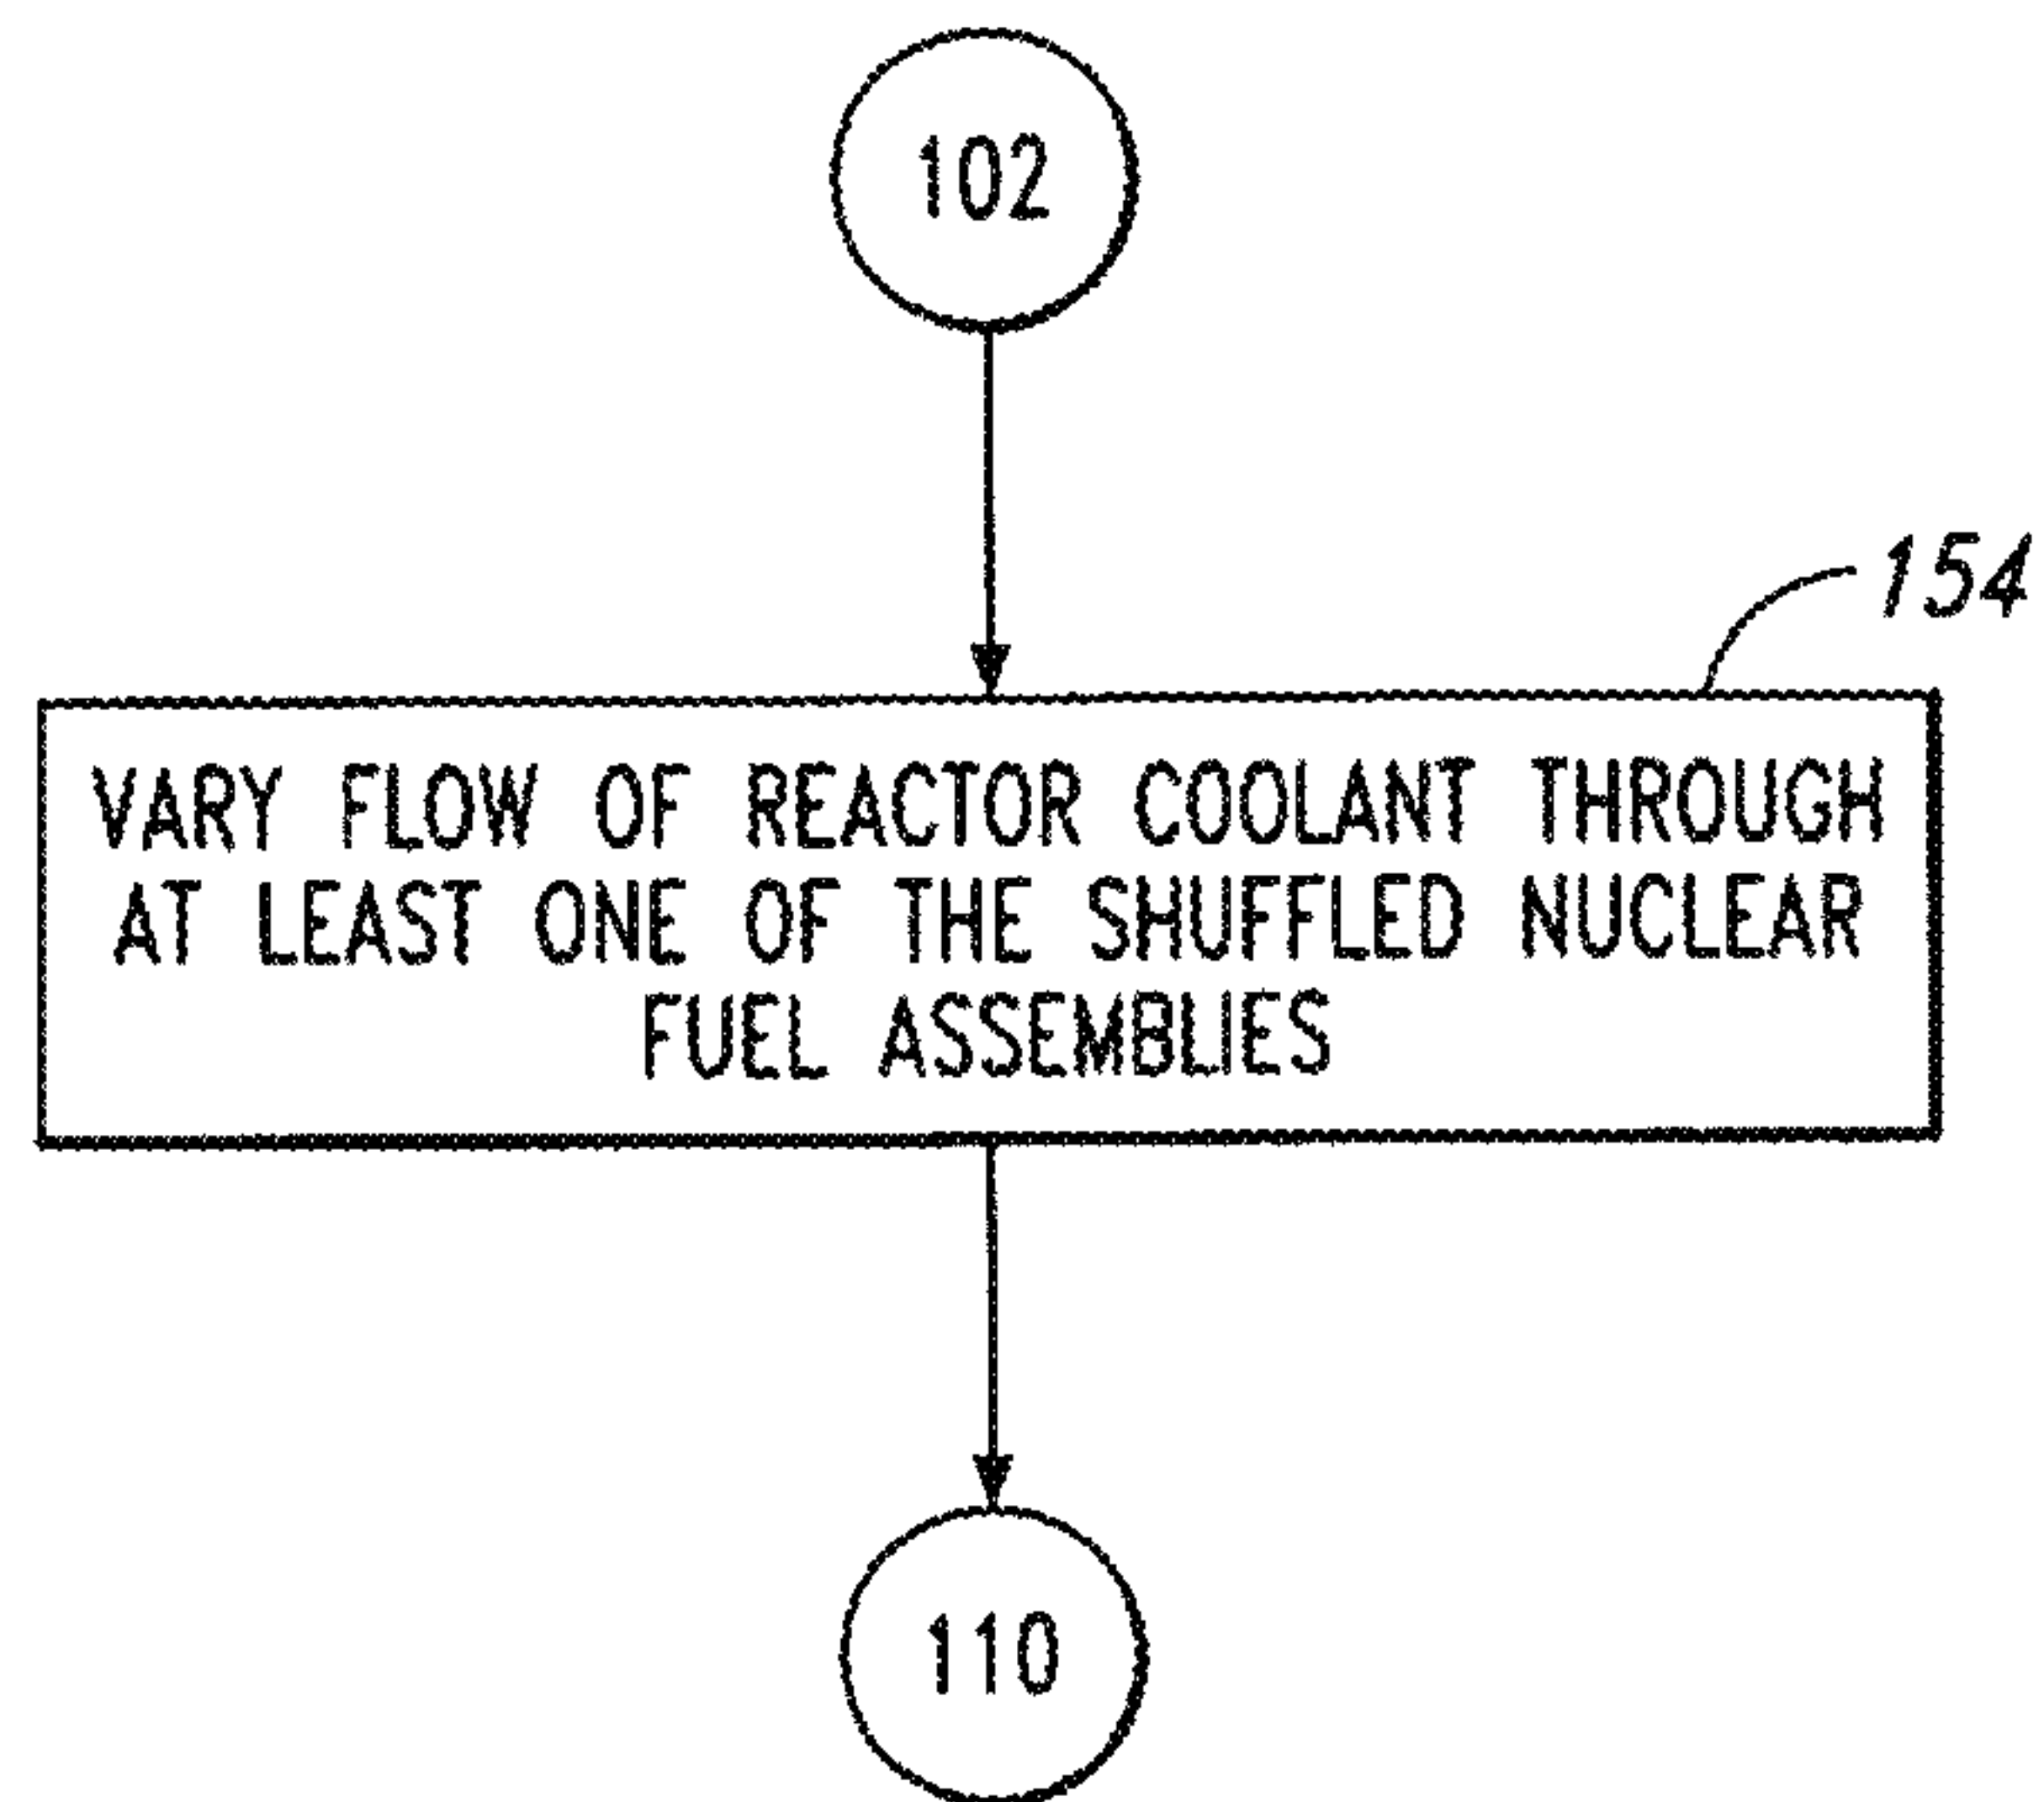 102
154
VARY FLOW OF REACTOR COOLANT THROUGH
AT LEAST ONE OF THE SHUFFLED NUCLEAR
FUEL ASSEMBLIES
110